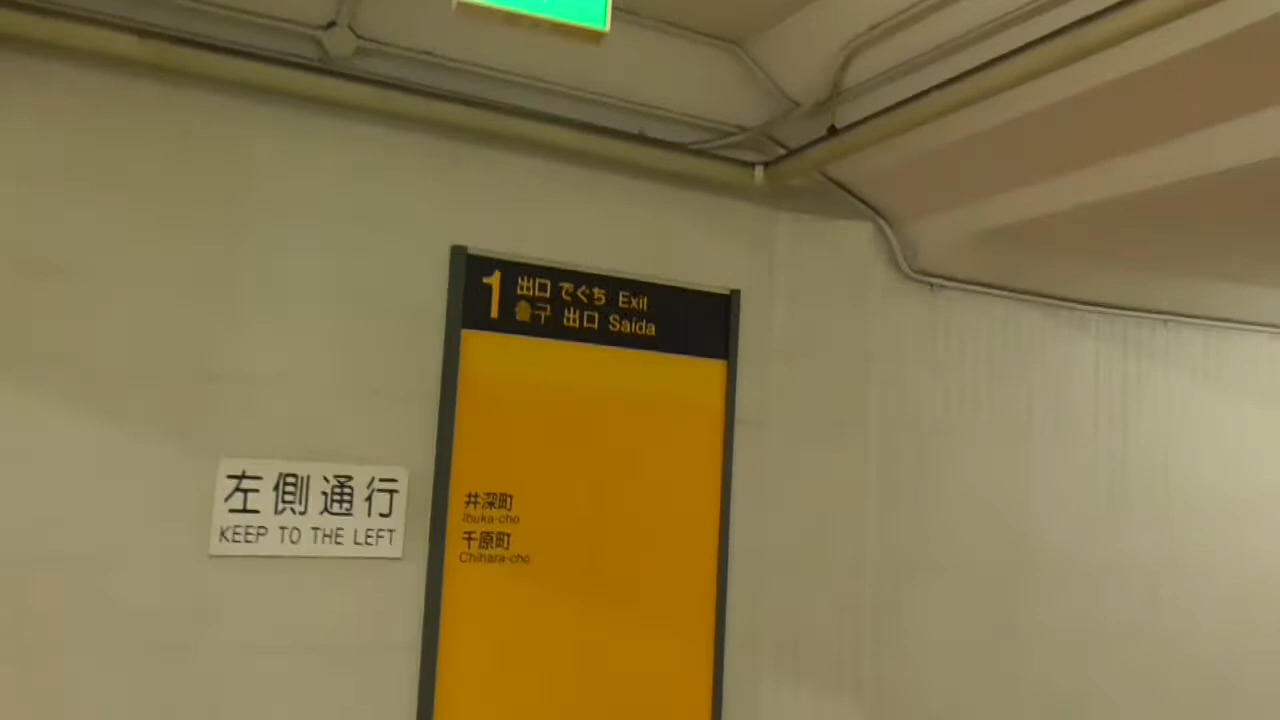 1 出口 でぐち Exit
출구 出口 Saída
井深町
Ibuka-cho
千原町
Chihara-cho
左側通行
KEEP TO THE LEFT